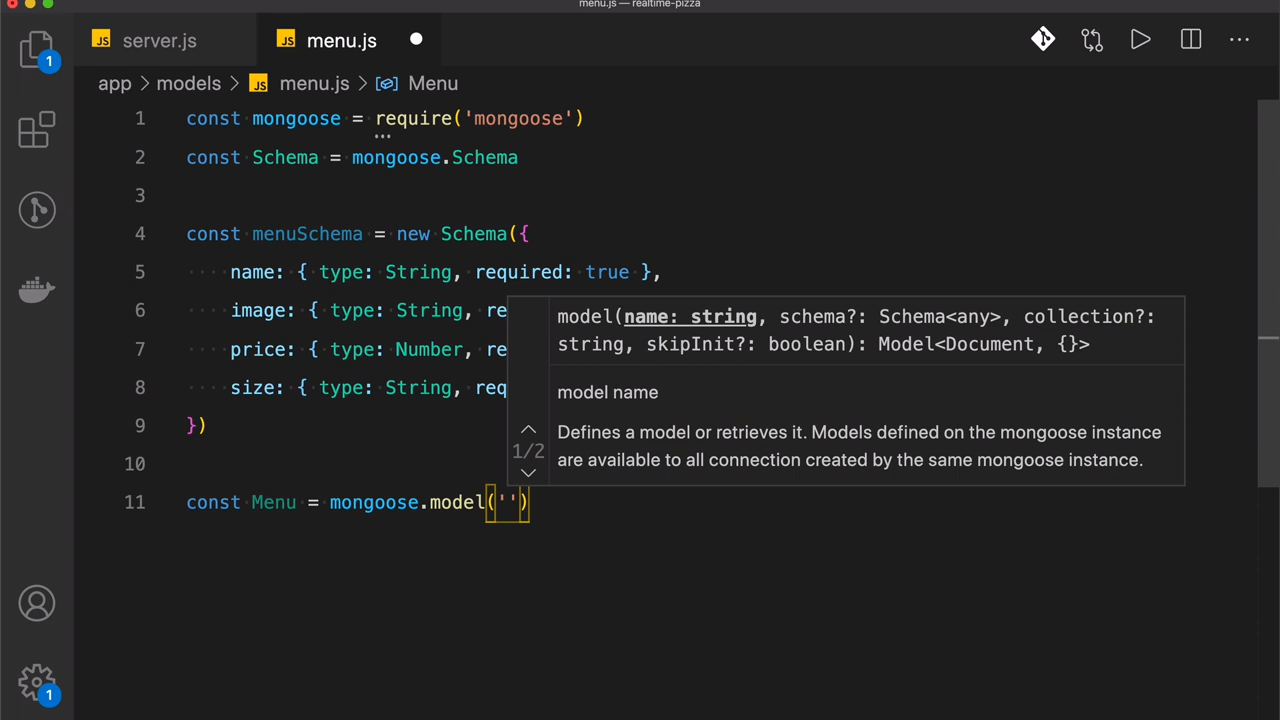 menu.js — realtime-pizza
JS server.js JS menu.js
app > models > JS menu.js > Menu
1 const mongoose = require('mongoose')
2 const Schema = mongoose.Schema
3
4 const menuSchema = new Schema({
5 name: { type: String, required: true },
6 image: { type: String, re
7 price: { type: Number, re
8 size: { type: String, req
9 })
10
11 const Menu = mongoose.model('')
model(name: string, schema?: Schema<any>, collection?:
string, skipInit?: boolean): Model<Document, {}>
model name
Defines a model or retrieves it. Models defined on the mongoose instance
are available to all connection created by the same mongoose instance.
1/2
1
1